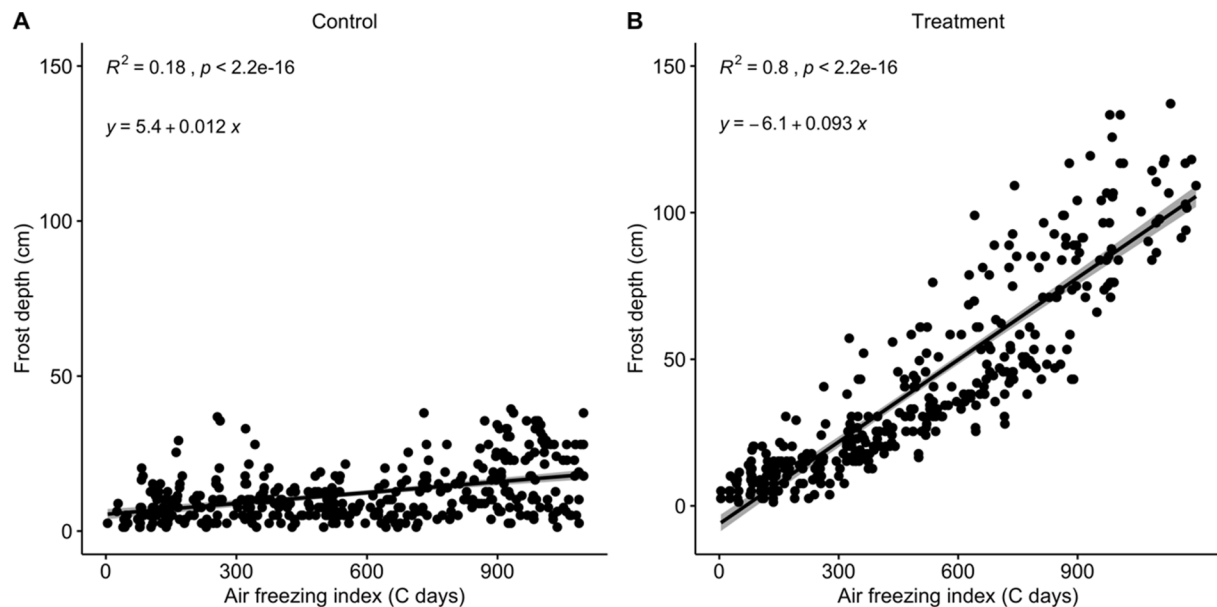 A
Control
R² = 0.18 , p < 2.2e-16
y = 5.4 + 0.012 x
150
100
50
0
Frost depth (cm)
0 300 600 900
Air freezing index (C days)
B
Treatment
R² = 0.8 , p < 2.2e-16
y = −6.1 + 0.093 x
150
100
50
0
Frost depth (cm)
0 300 600 900
Air freezing index (C days)